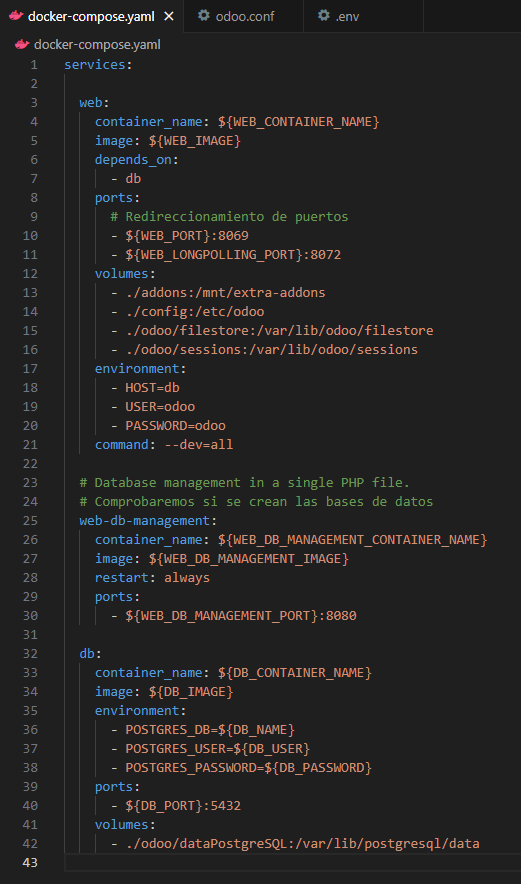 docker-compose.yaml odoo.conf .env
docker-compose.yaml
1 services:
2
3 web:
4 container_name: ${WEB_CONTAINER_NAME}
5 image: ${WEB_IMAGE}
6 depends_on:
7 - db
8 ports:
9 # Redireccionamiento de puertos
10 - ${WEB_PORT}:8069
11 - ${WEB_LONGPOLLING_PORT}:8072
12 volumes:
13 - ./addons:/mnt/extra-addons
14 - ./config:/etc/odoo
15 - ./odoo/filestore:/var/lib/odoo/filestore
16 - ./odoo/sessions:/var/lib/odoo/sessions
17 environment:
18 - HOST=db
19 - USER=odoo
20 - PASSWORD=odoo
21 command: --dev=all
22
23 # Database management in a single PHP file.
24 # Comprobaremos si se crean las bases de datos
25 web-db-management:
26 container_name: ${WEB_DB_MANAGEMENT_CONTAINER_NAME}
27 image: ${WEB_DB_MANAGEMENT_IMAGE}
28 restart: always
29 ports:
30 - ${WEB_DB_MANAGEMENT_PORT}:8080
31
32 db:
33 container_name: ${DB_CONTAINER_NAME}
34 image: ${DB_IMAGE}
35 environment:
36 - POSTGRES_DB=${DB_NAME}
37 - POSTGRES_USER=${DB_USER}
38 - POSTGRES_PASSWORD=${DB_PASSWORD}
39 ports:
40 - ${DB_PORT}:5432
41 volumes:
42 - ./odoo/dataPostgreSQL:/var/lib/postgresql/data
43